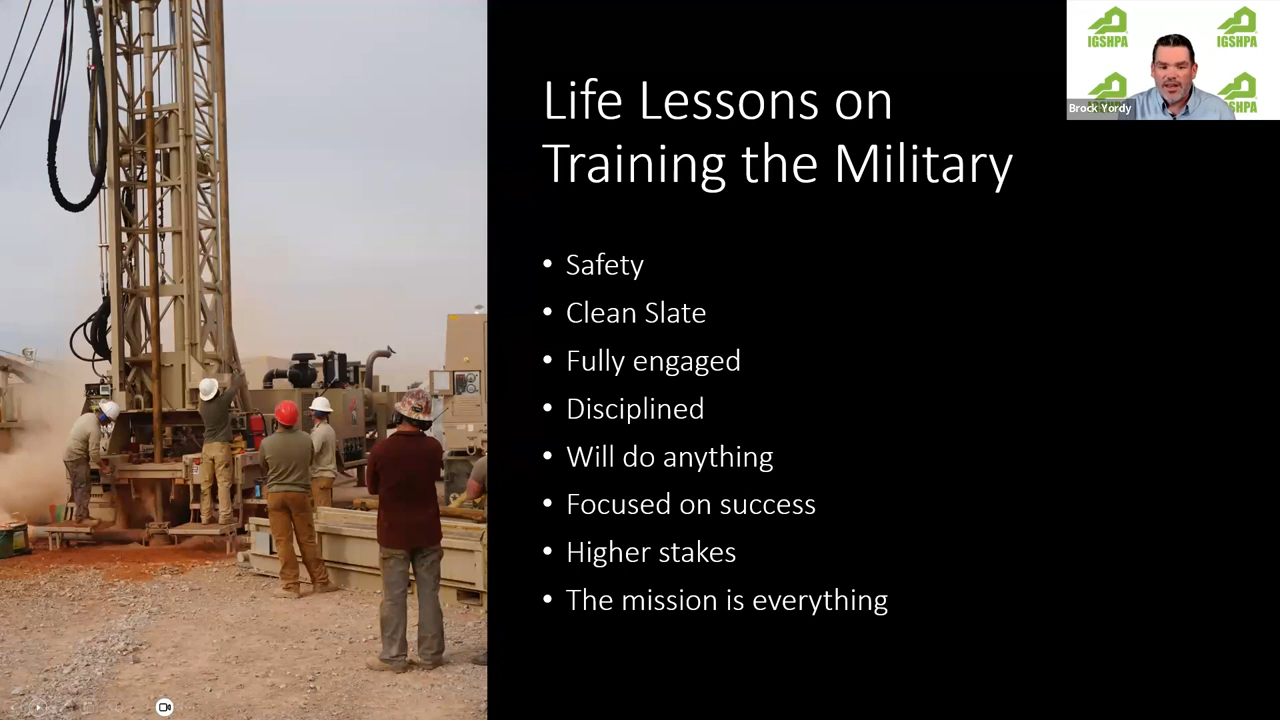 IGSHPA
IGSHPA
SHPA
Brock Yordy
Life Lessons on
Training the Military
• Safety
• Clean Slate
• Fully engaged
• Disciplined
• Will do anything
• Focused on success
• Higher stakes
• The mission is everything